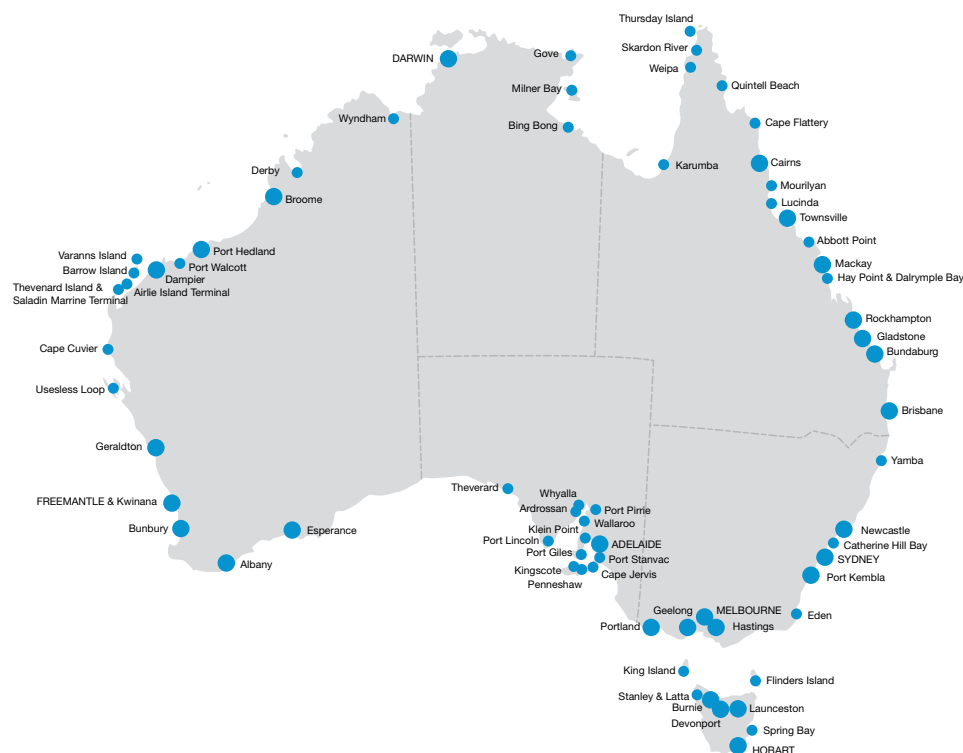 Thursday Island
Skardon River
Gove
DARWIN
Weipa
Quintell Beach
Milner Bay
Wyndham
Cape Flattery
Bing Bong
Cairns
Karumba
Derby
Mourilyan
Broome
Lucinda
Townsville
Abbott Point
Port Hedland
Varanns Island
Mackay
Port Walcott
Barrow Island
Dampier
Hay Point & Dalrymple Bay
Thevenard Island &
Saladin Marrine Terminal
Airlie Island Terminal
Rockhampton
Gladstone
Cape Cuvier
Bundaburg
Usesless Loop
Brisbane
Geraldton
Yamba
Theverard
Whyalla
FREEMANTLE & Kwinana
Ardrossan
Port Pirie
Wallaroo
Bunbury
Esperance
Klein Point
Newcastle
Port Lincoln
ADELAIDE
Catherine Hill Bay
Port Giles
Port Stanvac
SYDNEY
Albany
Kingscote
Cape Jervis
Port Kembla
Penneshaw
Geelong
MELBOURNE
Eden
Portland
Hastings
King Island
Flinders Island
Stanley & Latta
Burnie
Launceston
Devonport
Spring Bay
HOBART